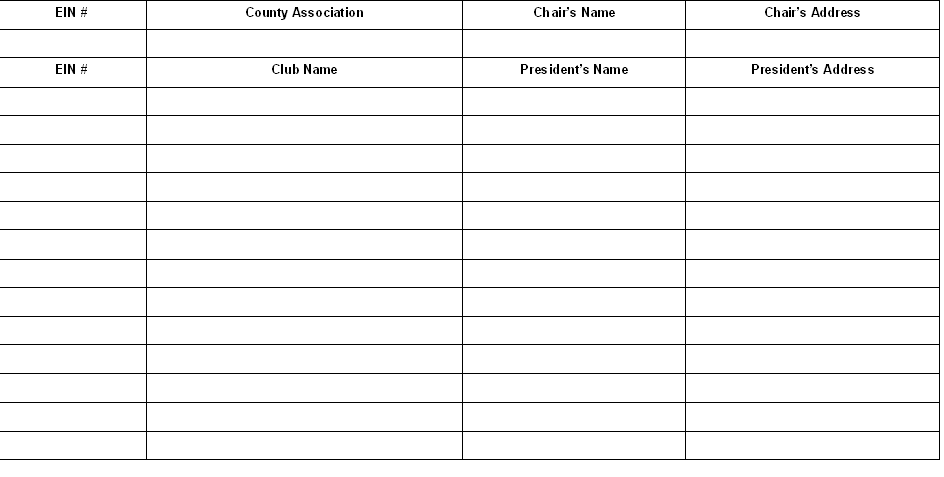 EIN # County Association Chair's Name Chair's Address
EIN # Club Name President's Name President's Address